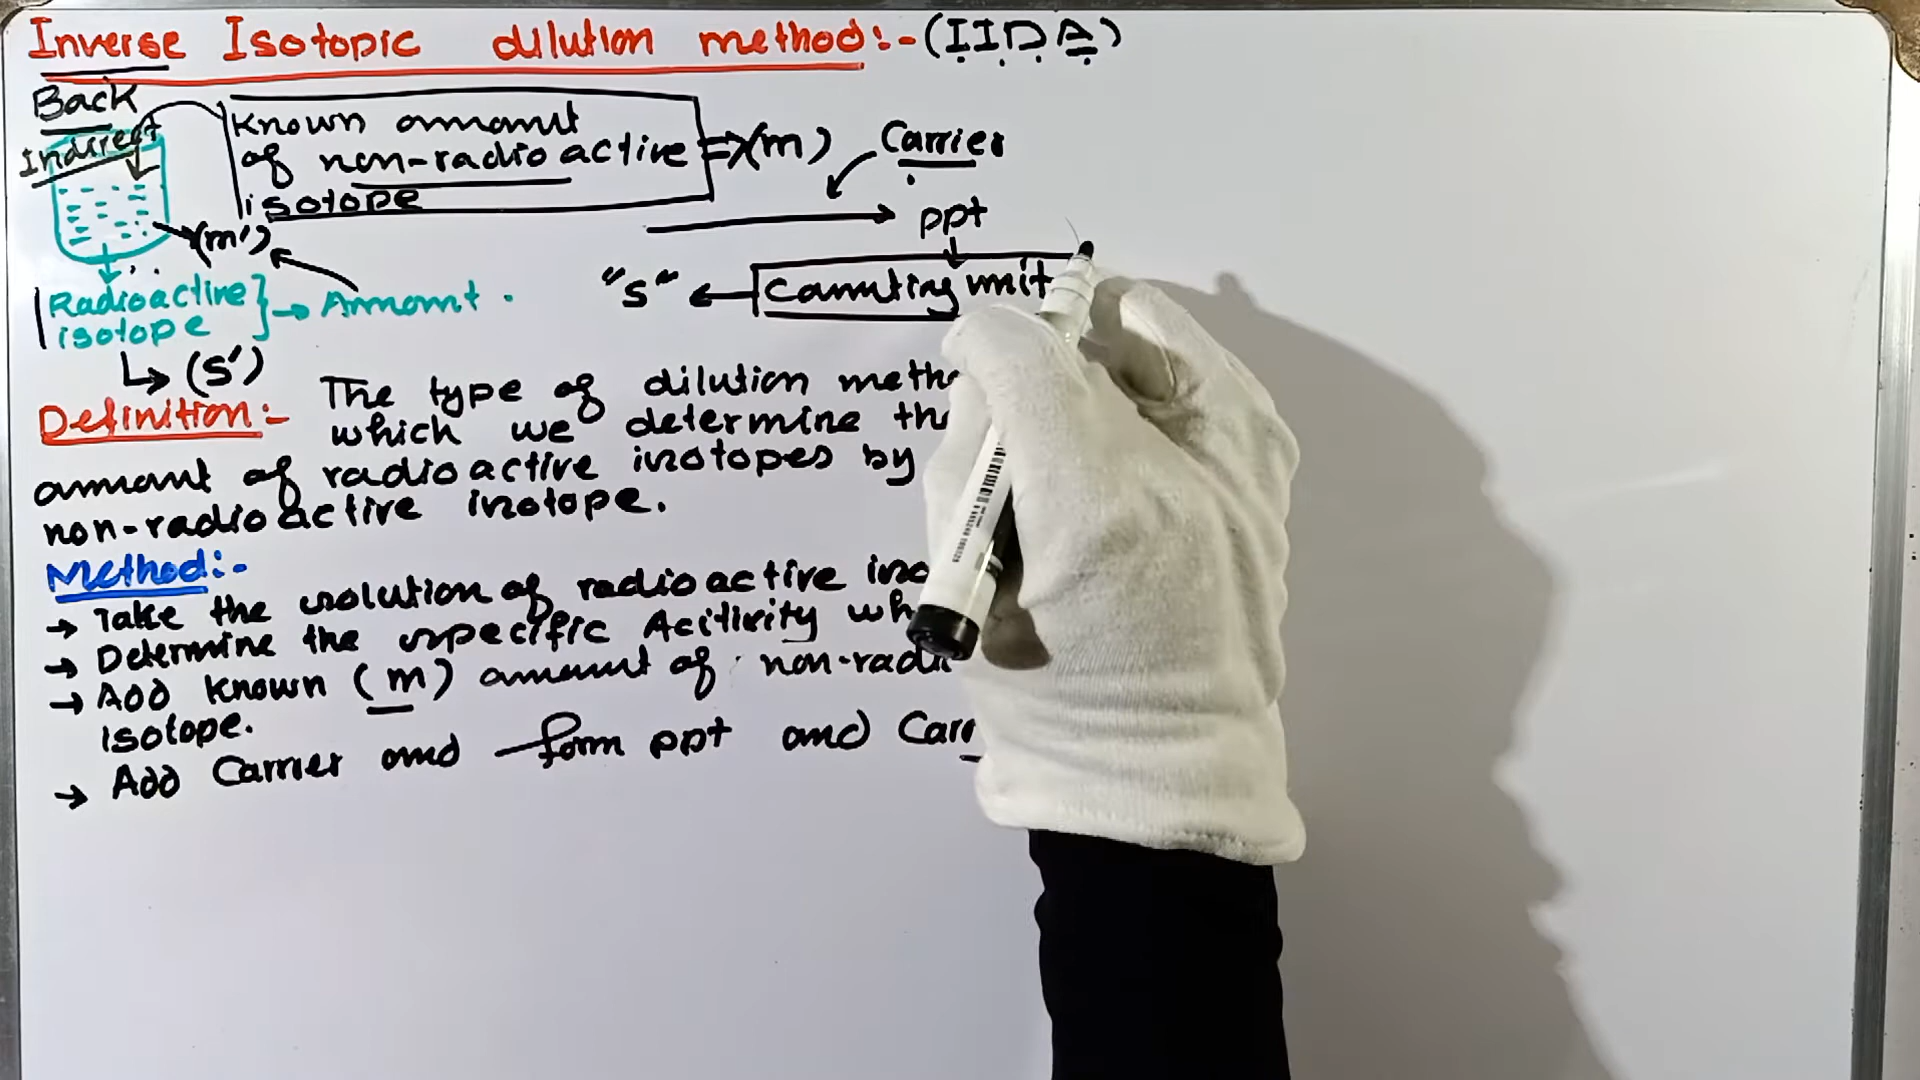 Inverse Isotopic dilution method:- (IIDA)
Back
Indirect
Known amount
of non-radioactive
isotope
=>(m)
Carrier
ppt
(m')
Radioactive
isotope
Amount.
"S"
Counting unit
(S')
Definition:- The type of dilution meth
which we determine th
amount of radioactive isotopes by
non-radioactive isotope.
Method:-
→ Take the solution of radioactive iso
→ Determine the specific Acitivity wh
→ Add known (m) amount of non-radi
isotope.
→ Add Carrier and form ppt and Carr